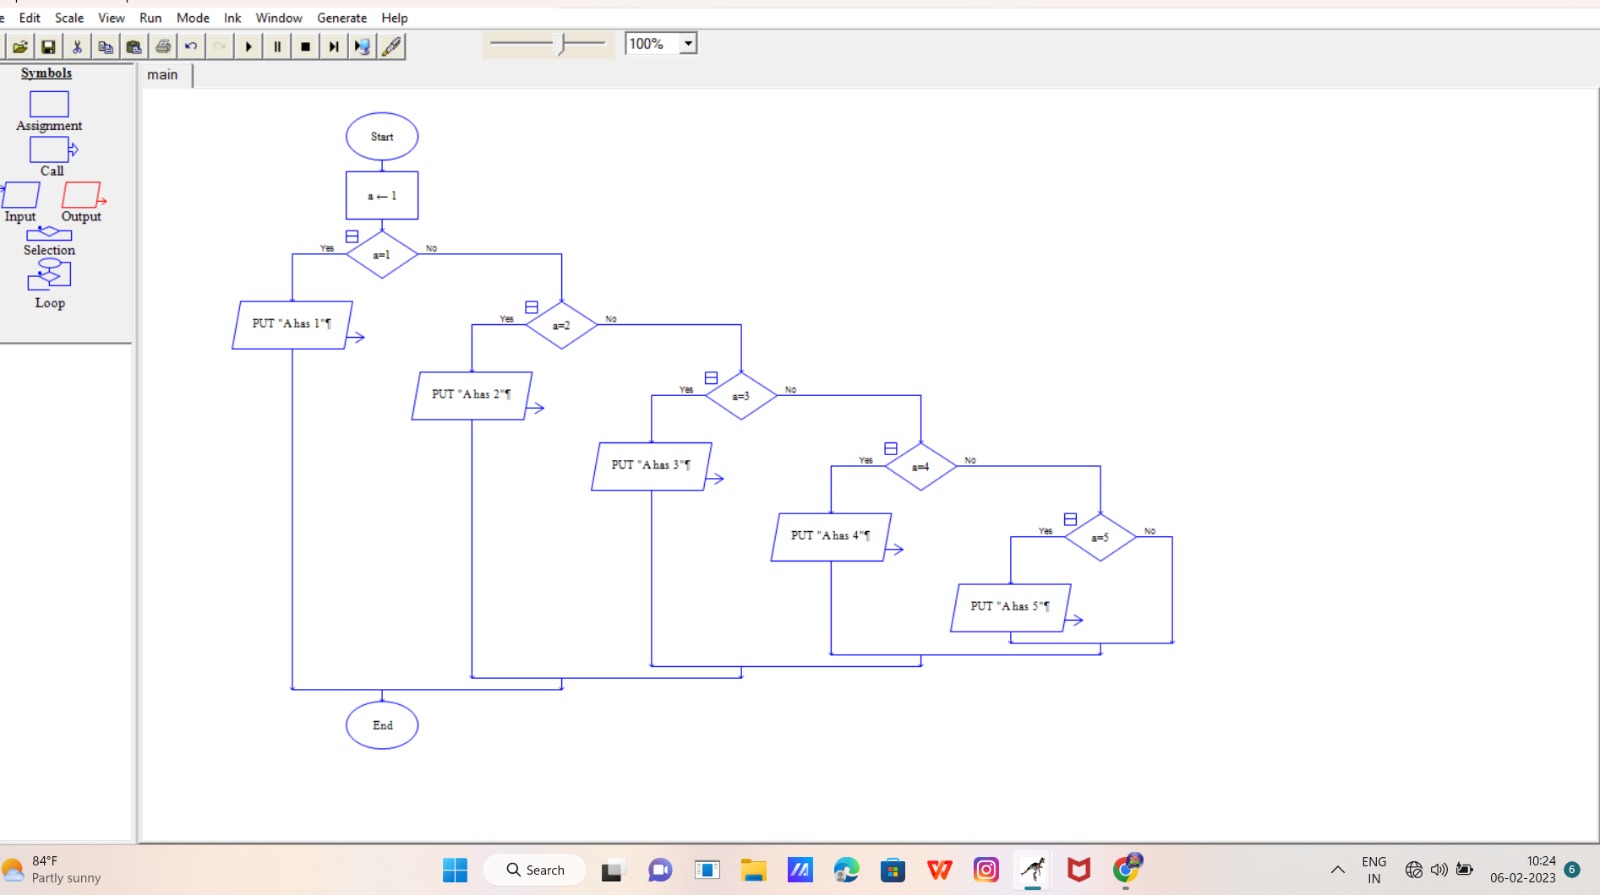 Edit Scale View Run Mode Ink Window Generate Help
100%
Symbols
main
Assignment
Call
Input Output
Selection
Loop
Start
a ← 1
Yes a=1 No
PUT "A has 1"¶
Yes a=2 No
PUT "A has 2"¶
Yes a=3 No
PUT "A has 3"¶
Yes a=4 No
PUT "A has 4"¶
Yes a=5 No
PUT "A has 5"¶
End
84°F
Partly sunny
Search
ENG
IN
10:24
06-02-2023
6